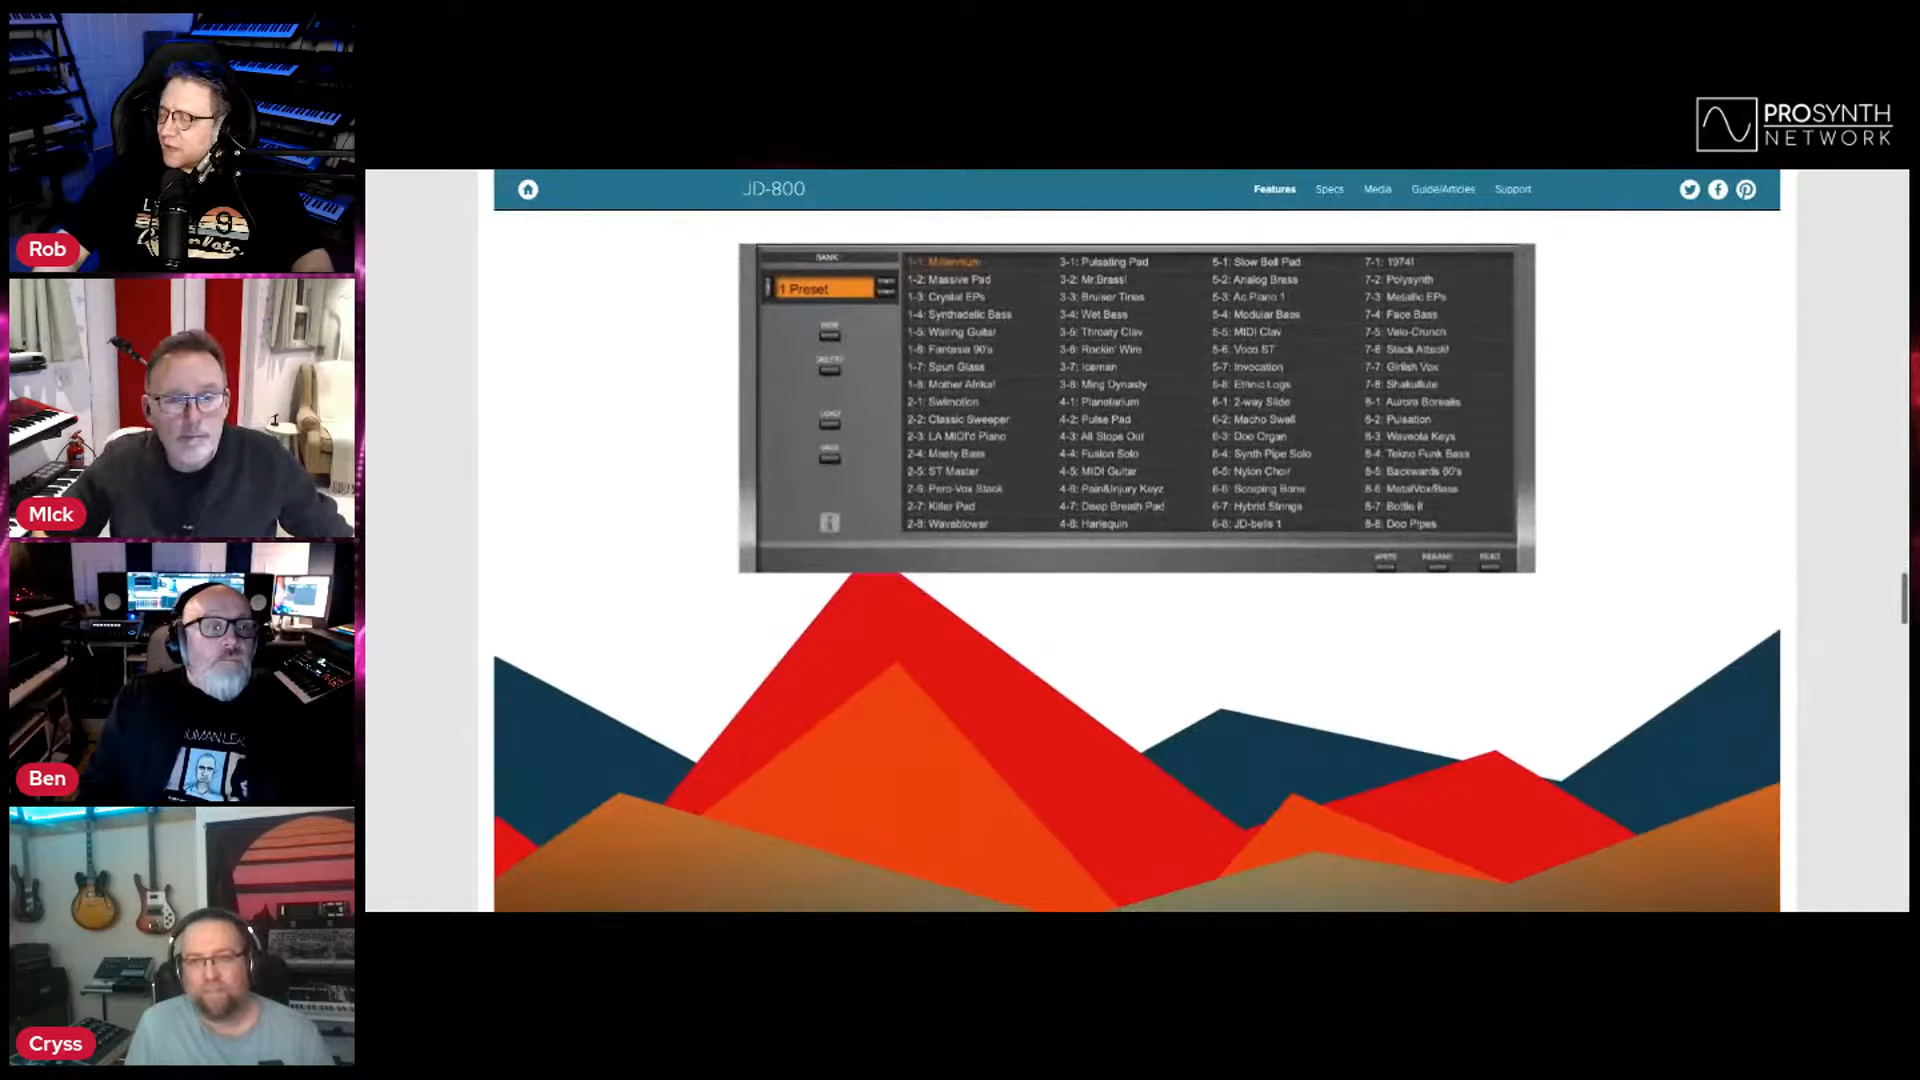 PROSYNTH
NETWORK
JD-800
Features
Specs
Media
Guide/Articles
Support
BANK
1 Preset
1-1: Millennium
1-2: Massive Pad
1-3: Crystal EPs
1-4: Synthadelic Bass
1-5: Wailing Guitar
1-6: Fantasia 90's
1-7: Spun Glass
1-8: Mother Afrika!
2-1: Swimotion
2-2: Classic Sweeper
2-3: LA MIDI'd Piano
2-4: Meaty Bass
2-5: ST Master
2-6: Perc-Vox Stack
2-7: Killer Pad
2-8: Waveblower
3-1: Pulsating Pad
3-2: Mr.Brass!
3-3: Bruiser Tines
3-4: Wet Bass
3-5: Throaty Clav
3-6: Rockin' Wire
3-7: Iceman
3-8: Ming Dynasty
4-1: Planetarium
4-2: Pulse Pad
4-3: All Stops Out
4-4: Fusion Solo
4-5: MIDI Guitar
4-6: Pain&Injury Keyz
4-7: Deep Breath Pad
4-8: Harlequin
5-1: Slow Bell Pad
5-2: Analog Brass
5-3: Ac.Piano 1
5-4: Modular Bass
5-5: MIDI Clav
5-6: Voco ST
5-7: Invocation
5-8: Ethnic Logs
6-1: 2-way Slide
6-2: Macho Swell
6-3: Doo Organ
6-4: Synth Pipe Solo
6-5: Nylon Choir
6-6: Scraping Bone
6-7: Hybrid Strings
6-8: JD-bells 1
7-1: 1974!
7-2: Polysynth
7-3: Metallic EPs
7-4: Face Bass
7-5: Velo-Crunch
7-6: Stack Attack!
7-7: Girlish Vox
7-8: Shakuflute
8-1: Aurora Borealis
8-2: Pulsation
8-3: Waveola Keys
8-4: Tekno Funk Bass
8-5: Backwards 60's
8-6: MetalVox/Bass
8-7: Bottle It
8-8: Doo Pipes
WRITE
RENAME
READ
Rob
MIck
Ben
Cryss